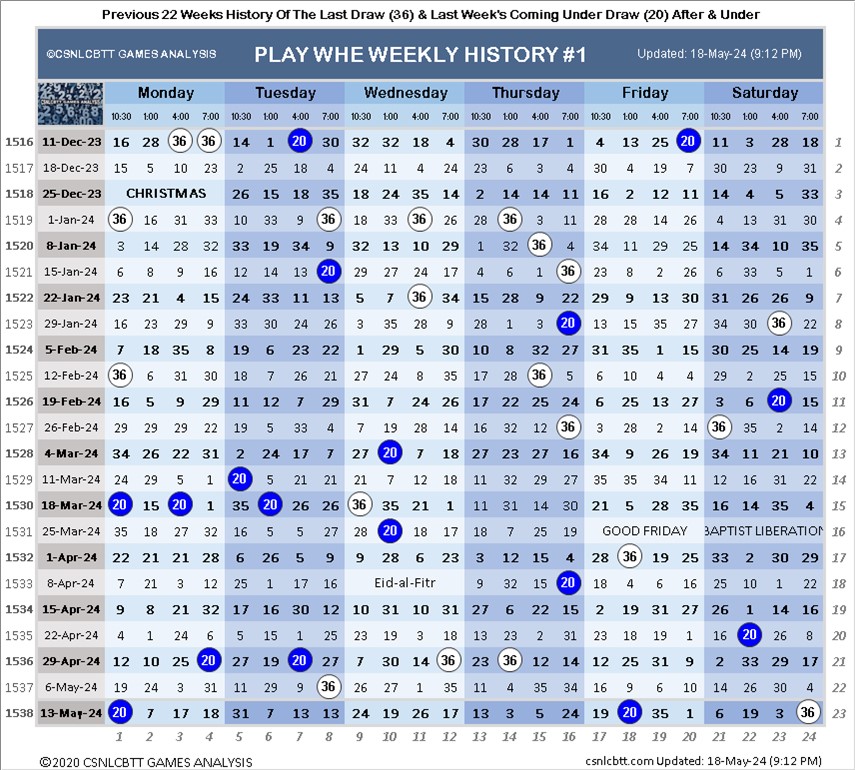 Previous 22 Weeks History Of The Last Draw (36) & Last Week's Coming Under Draw (20) After & Under
©CSNLCBTT GAMES ANALYSIS PLAY WHE WEEKLY HISTORY #1 Updated: 18-May-24 (9:12 PM)
Monday Tuesday Wednesday Thursday Friday Saturday
CSNLCBTT GAMES ANALYSIS
10:30 1:00 4:00 7:00 10:30 1:00 4:00 7:00 10:30 1:00 4:00 7:00 10:30 1:00 4:00 7:00 10:30 1:00 4:00 7:00 10:30 1:00 4:00 7:00
1516 11-Dec-23 16 28 36 36 14 1 20 30 32 32 18 4 30 28 17 1 4 13 25 20 11 3 28 18 1
1517 18-Dec-23 15 5 10 23 2 25 18 4 24 11 4 24 23 6 3 4 30 4 19 7 30 23 9 31 2
1518 25-Dec-23 CHRISTMAS 26 15 18 35 18 24 35 14 2 14 14 11 16 2 12 11 14 4 5 33 3
1519 1-Jan-24 36 16 31 33 10 33 9 36 18 33 36 26 28 36 3 11 28 28 14 26 4 13 31 30 4
1520 8-Jan-24 3 14 28 32 33 19 34 9 32 13 10 29 1 32 36 4 34 11 29 25 14 34 10 35 5
1521 15-Jan-24 6 8 9 16 12 14 13 20 29 27 24 17 4 6 1 36 23 8 2 26 6 33 5 1 6
1522 22-Jan-24 23 21 4 15 24 33 11 13 5 7 36 34 15 28 9 22 29 9 13 30 31 26 26 9 7
1523 29-Jan-24 16 23 29 9 33 30 24 26 3 35 28 9 28 1 3 20 13 15 35 27 34 30 36 22 8
1524 5-Feb-24 7 18 35 8 19 6 23 22 1 29 5 30 10 8 32 27 31 35 1 15 30 25 14 19 9
1525 12-Feb-24 36 6 31 30 18 7 26 21 27 24 8 35 17 28 36 5 6 10 4 4 29 2 25 15 10
1526 19-Feb-24 16 5 9 29 11 12 7 29 31 7 24 26 17 22 25 24 6 25 13 27 3 6 20 15 11
1527 26-Feb-24 29 29 29 22 19 5 33 4 7 19 28 14 16 32 12 36 23 28 2 14 36 35 2 12 12
1528 4-Mar-24 34 26 22 31 2 24 17 7 27 20 7 18 27 23 27 16 34 9 26 19 34 11 21 10 13
1529 11-Mar-24 24 29 5 1 20 5 21 21 21 7 12 18 11 32 29 27 35 35 34 11 12 16 31 22 14
1530 18-Mar-24 20 15 20 1 35 20 26 26 36 35 21 1 11 31 14 30 21 5 28 35 16 14 35 4 15
1531 25-Mar-24 35 18 27 32 16 5 5 27 28 20 18 17 18 7 25 19 GOOD FRIDAY BAPTIST LIBERATION 16
1532 1-Apr-24 22 21 21 28 6 26 5 9 9 28 6 23 3 12 15 4 28 36 19 25 33 2 30 29 17
1533 8-Apr-24 7 21 3 12 25 1 17 16 Eid-al-Fitr 9 32 15 20 18 4 6 16 25 10 1 22 18
1534 15-Apr-24 9 8 21 32 17 16 30 12 10 31 10 31 27 6 22 15 2 19 31 27 26 1 14 16 19
1535 22-Apr-24 4 1 24 6 5 15 1 25 23 19 3 18 13 23 2 31 23 18 19 1 16 20 26 8 20
1536 29-Apr-24 12 10 25 20 27 19 20 27 7 30 14 36 23 36 12 14 12 25 31 9 2 33 29 17 21
1537 6-May-24 19 24 3 31 11 29 9 36 26 27 1 35 11 4 35 34 16 9 6 10 14 26 30 4 22
1538 13-May-24 20 7 17 18 31 7 13 13 24 19 26 17 13 3 5 24 19 20 35 1 6 19 3 36 23
1 2 3 4 5 6 7 8 9 10 11 12 13 14 15 16 17 18 19 20 21 22 23 24
©2020 CSNLCBTT GAMES ANALYSIS csnlcbtt.com Updated: 18-May-24 (9:12 PM)